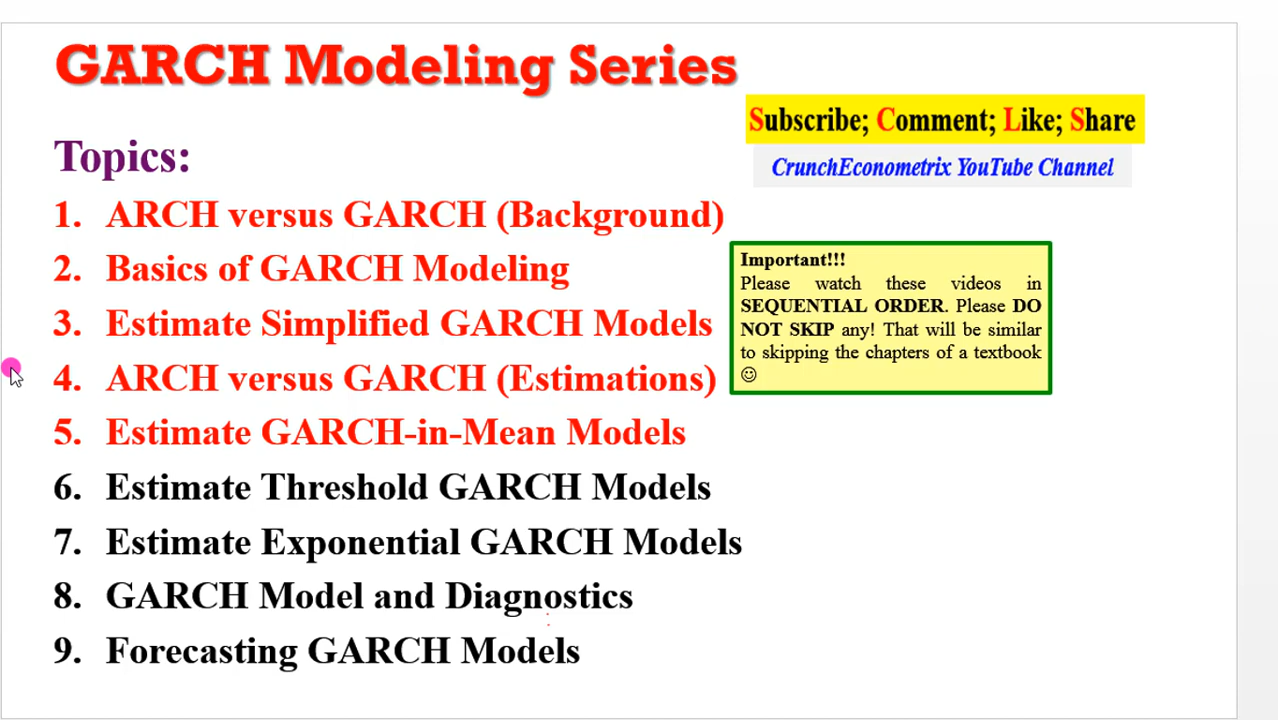 GARCH Modeling Series
Subscribe; Comment; Like; Share
CrunchEconometrix YouTube Channel
Topics:
1. ARCH versus GARCH (Background)
2. Basics of GARCH Modeling
3. Estimate Simplified GARCH Models
4. ARCH versus GARCH (Estimations)
5. Estimate GARCH-in-Mean Models
6. Estimate Threshold GARCH Models
7. Estimate Exponential GARCH Models
8. GARCH Model and Diagnostics
9. Forecasting GARCH Models
Important!!!
Please watch these videos in
SEQUENTIAL ORDER. Please DO
NOT SKIP any! That will be similar
to skipping the chapters of a textbook
☺